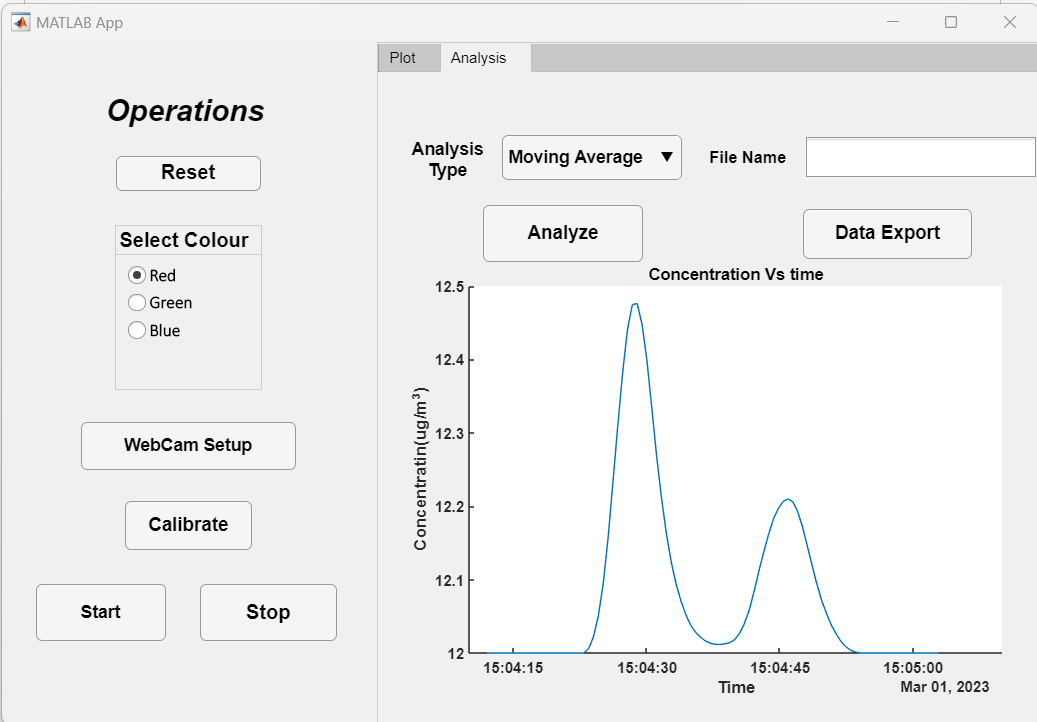 MATLAB App
Plot
Analysis
Operations
Reset
Select Colour
Red
Green
Blue
WebCam Setup
Calibrate
Start
Stop
Analysis
Type
Moving Average
File Name
Analyze
Data Export
Concentration Vs time
12.5
12.4
12.3
12.2
12.1
12
Concentratin(ug/m³)
15:04:15
15:04:30
15:04:45
15:05:00
Time
Mar 01, 2023